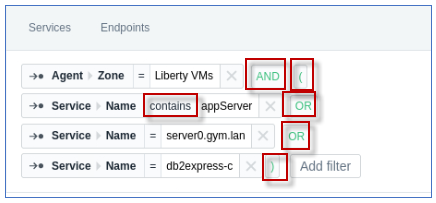 Services Endpoints
Agent Zone = Liberty VMs × AND (
Service Name contains appServer × OR
Service Name = server0.gym.lan × OR
Service Name = db2express-c × ) Add filter